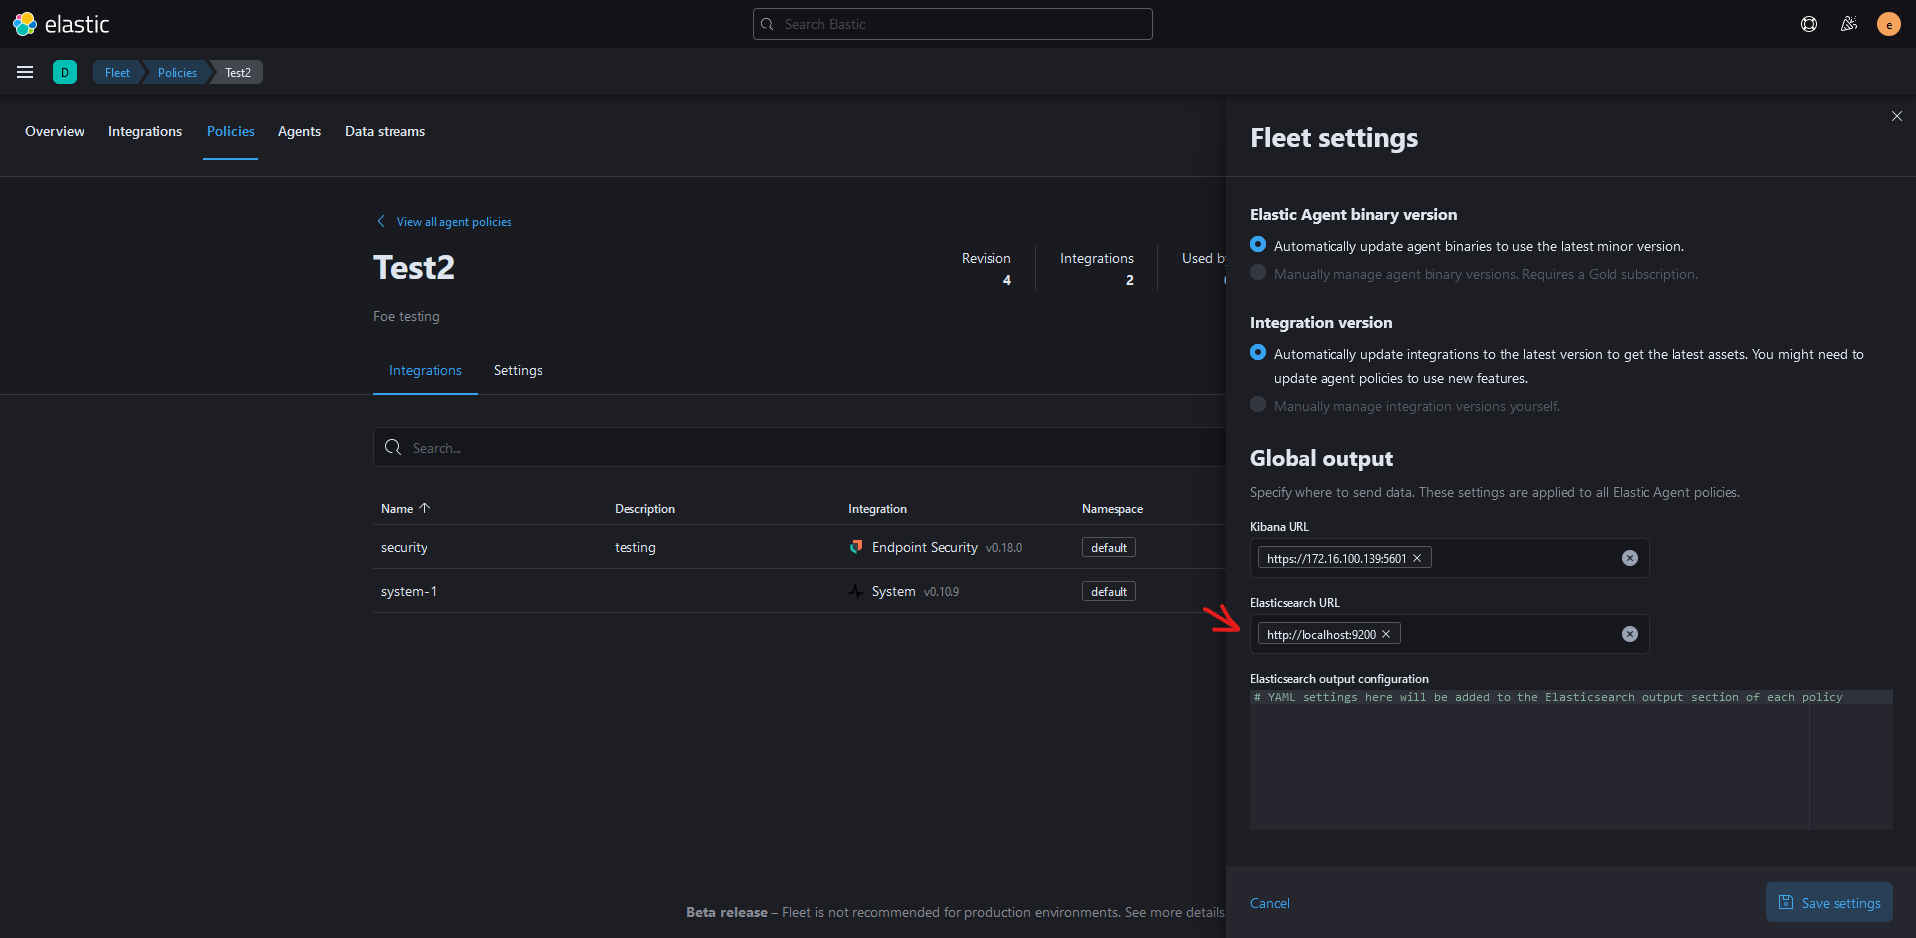 elastic
Search Elastic
e
D
Fleet
Policies
Test2
Overview
Integrations
Policies
Agents
Data streams
View all agent policies
Test2
Foe testing
Revision
4
Integrations
2
Used by
Integrations
Settings
Search...
Name
Description
Integration
Namespace
security
testing
Endpoint Security v0.18.0
default
system-1
System v0.10.9
default
Beta release – Fleet is not recommended for production environments. See more details
Fleet settings
Elastic Agent binary version
Automatically update agent binaries to use the latest minor version.
Manually manage agent binary versions. Requires a Gold subscription.
Integration version
Automatically update integrations to the latest version to get the latest assets. You might need to
update agent policies to use new features.
Manually manage integration versions yourself.
Global output
Specify where to send data. These settings are applied to all Elastic Agent policies.
Kibana URL
https://172.16.100.139:5601
Elasticsearch URL
http://localhost:9200
Elasticsearch output configuration
# YAML settings here will be added to the Elasticsearch output section of each policy
Cancel
Save settings